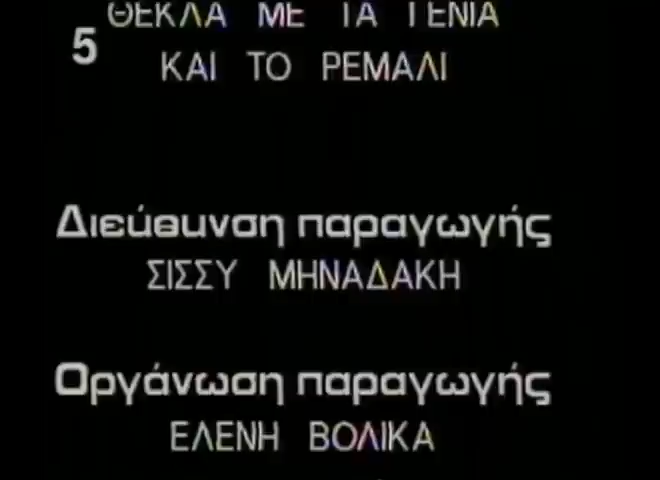 ΘΕΚΛΑ ΜΕ ΤΑ ΓΕΝΙΑ
5
ΚΑΙ ΤΟ ΡΕΜΑΛΙ
Διεύθυνση παραγωγής
ΣΙΣΣΥ ΜΗΝΑΔΑΚΗ
Οργάνωση παραγωγής
ΕΛΕΝΗ ΒΟΛΙΚΑ